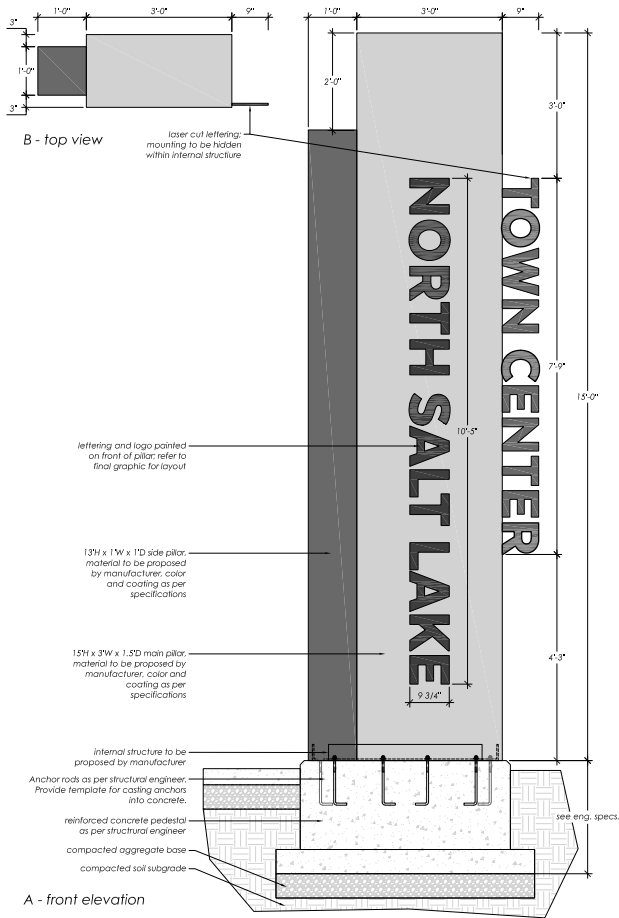 1'-0"
3'-0"
9"
3"
1'-0"
3"
B - top view
laser cut lettering;
mounting to be hidden
within internal structiure
1'-0"
3'-0"
9"
2'-0"
3'-0"
TOWN CENTER
NORTH SALT LAKE
7'-9"
15'-0"
10'-5"
lettering and logo painted
on front of pillar; refer to
final graphic for layout
13'H x 1'W x 1'D side pillar,
material to be proposed
by manufacturer, color
and coating as per
specifications
15'H x 3'W x 1.5'D main pillar,
material to be proposed by
manufacturer, color and
coating as per
specifications
4'-3"
9 3/4"
internal structure to be
proposed by manufacturer
Anchor rods as per structural engineer.
Provide template for casting anchors
into concrete.
reinforced concrete pedestal
as per structrural engineer
see eng. specs.
compacted aggregate base
compacted soil subgrade
A - front elevation